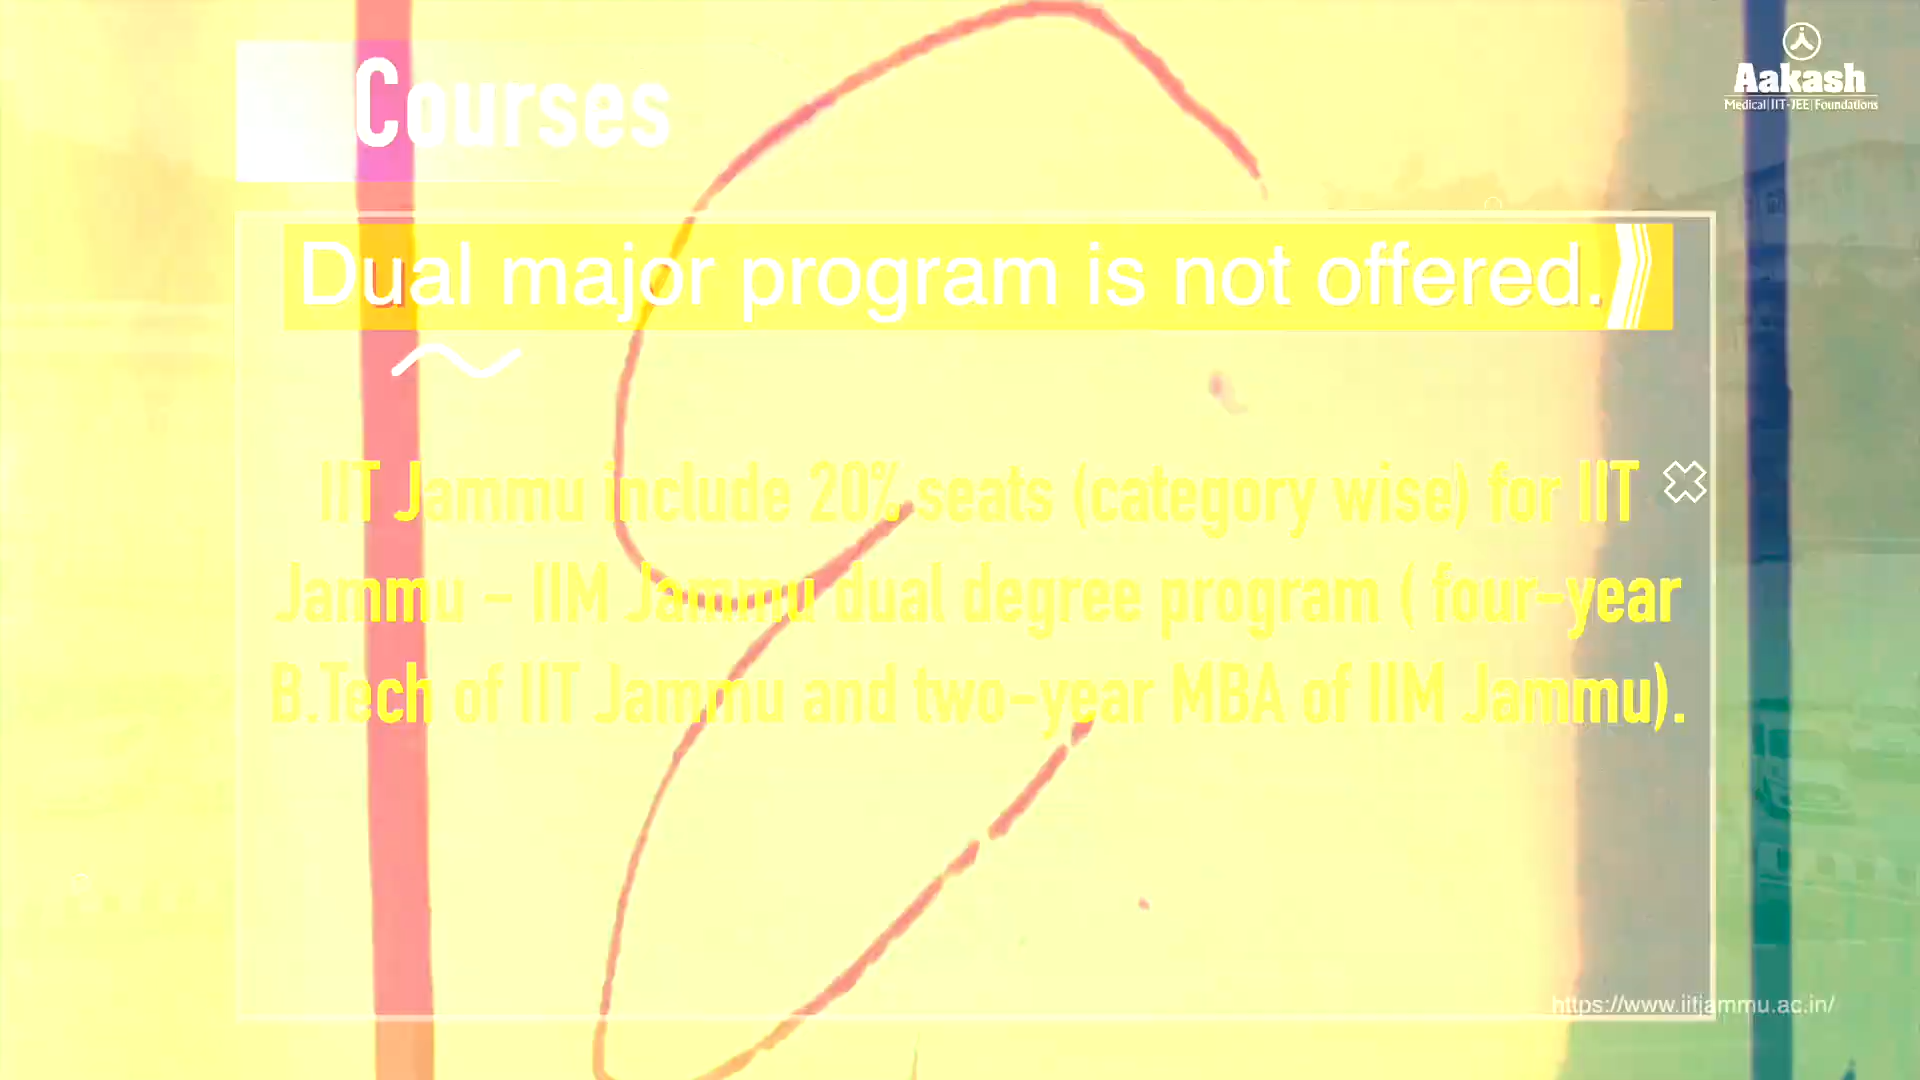 Aakash
Medical|IIT-JEE|Foundations
Courses
Dual major program is not offered.
IIT Jammu include 20% seats (category wise) for IIT
Jammu - IIM Jammu dual degree program ( four-year
B.Tech of IIT Jammu and two-year MBA of IIM Jammu).
https://www.iitjammu.ac.in/